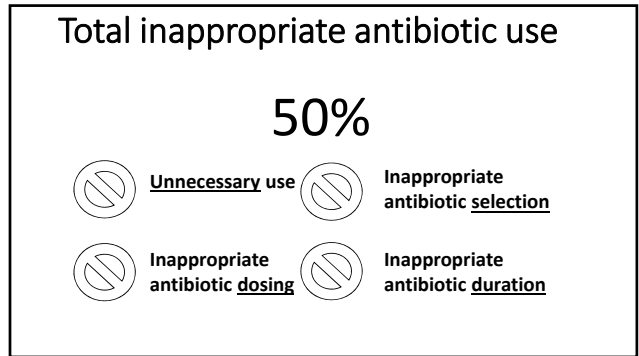 Total inappropriate antibiotic use
50%
Unnecessary use
Inappropriate
antibiotic selection
Inappropriate
antibiotic dosing
Inappropriate
antibiotic duration